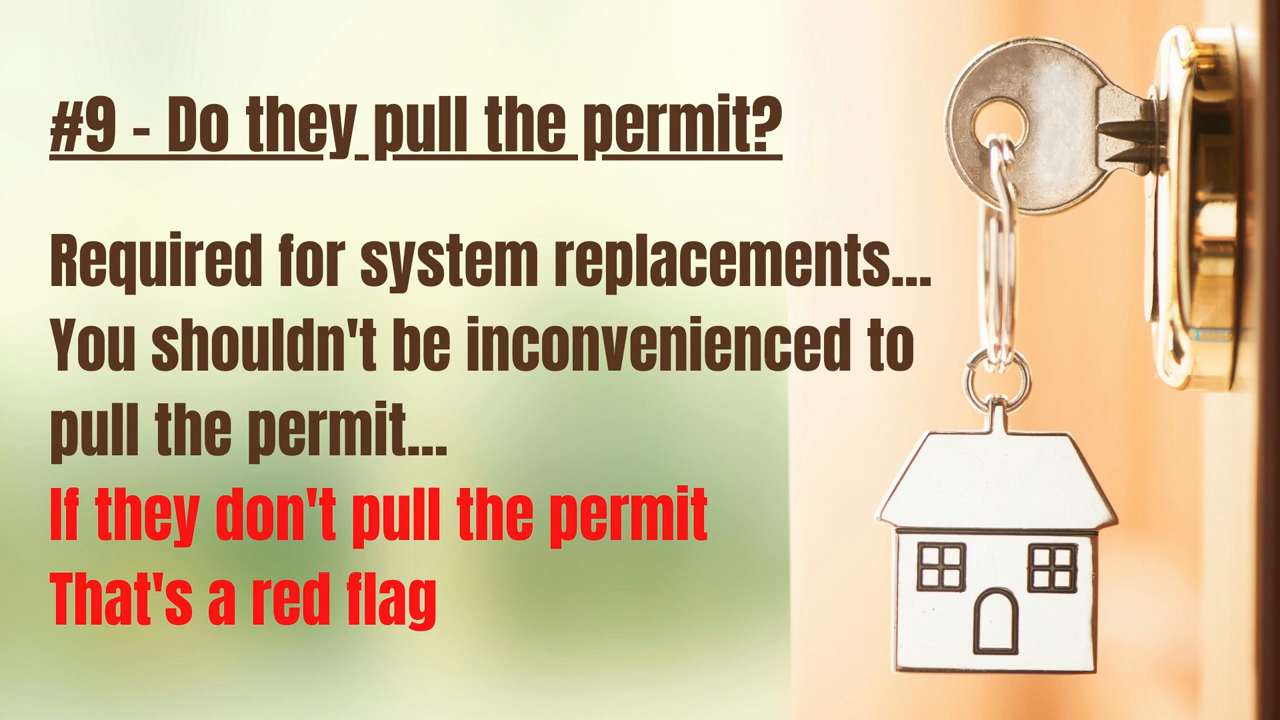 #9 - Do they pull the permit?
Required for system replacements...
You shouldn't be inconvenienced to
pull the permit...
If they don't pull the permit
That's a red flag